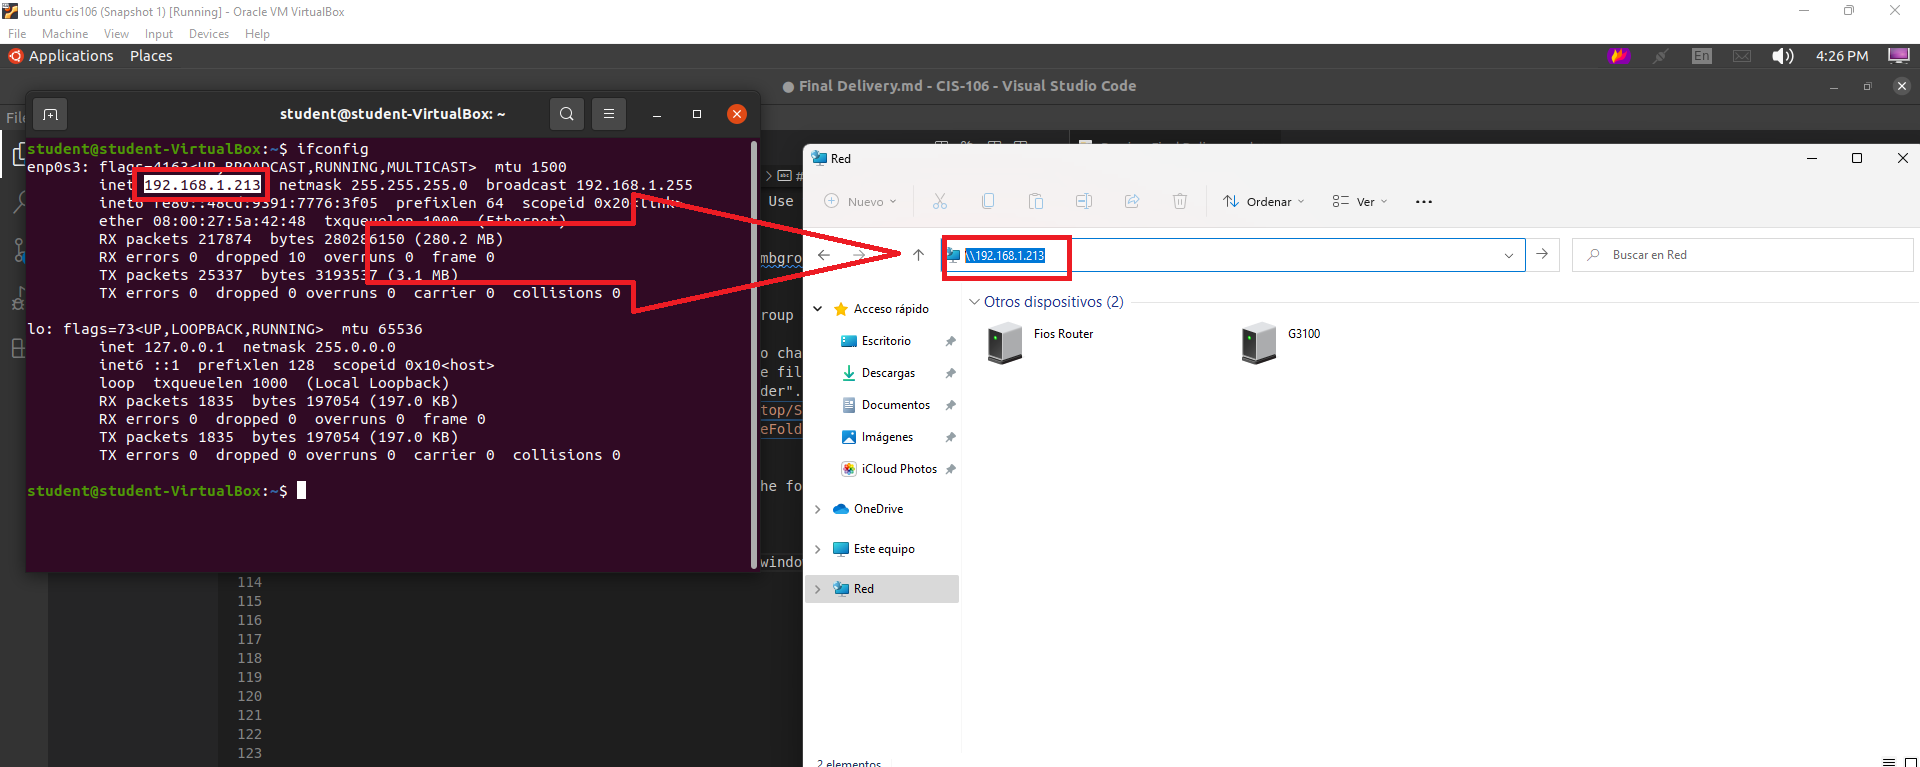 ubuntu cis106 (Snapshot 1) [Running] - Oracle VM VirtualBox
File Machine View Input Devices Help
Applications Places
En
4:26 PM
● Final Delivery.md - CIS-106 - Visual Studio Code
File
student@student-VirtualBox: ~
student@student-VirtualBox:~$ ifconfig
enp0s3: flags=4163<UP,BROADCAST,RUNNING,MULTICAST> mtu 1500
inet 192.168.1.213 netmask 255.255.255.0 broadcast 192.168.1.255
prefixlen 64 scopeid 0x20<link>
ether 08:00:27:5a:42:48 txqueuelen 1000 (Ethernet)
RX packets 217874 bytes 280286150 (280.2 MB)
RX errors 0 dropped 10 overruns 0 frame 0
TX packets 25337 bytes 3193537 (3.1 MB)
TX errors 0 dropped 0 overruns 0 carrier 0 collisions 0
lo: flags=73<UP,LOOPBACK,RUNNING> mtu 65536
inet 127.0.0.1 netmask 255.0.0.0
inet6 ::1 prefixlen 128 scopeid 0x10<host>
loop txqueuelen 1000 (Local Loopback)
RX packets 1835 bytes 197054 (197.0 KB)
RX errors 0 dropped 0 overruns 0 frame 0
TX packets 1835 bytes 197054 (197.0 KB)
TX errors 0 dropped 0 overruns 0 carrier 0 collisions 0
student@student-VirtualBox:~$
Use
mbgro
roup
o cha
e fil
der".
top/S
eFold
he fo
windo
114
115
116
117
118
119
120
121
122
123
Red
Nuevo
Ordenar
Ver
\\192.168.1.213
Buscar en Red
Acceso rápido
Escritorio
Descargas
Documentos
Imágenes
iCloud Photos
OneDrive
Este equipo
Red
Otros dispositivos (2)
Fios Router
G3100
2 elementos